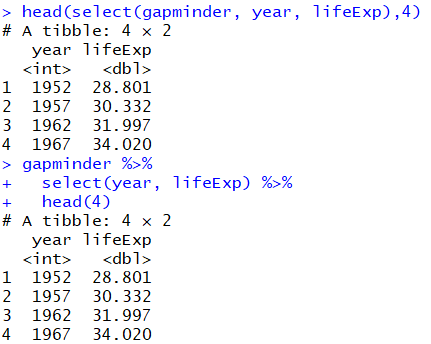 > head(select(gapminder, year, lifeExp),4)
# A tibble: 4 × 2
   year lifeExp
  <int>   <dbl>
1  1952  28.801
2  1957  30.332
3  1962  31.997
4  1967  34.020
> gapminder %>%
+   select(year, lifeExp) %>%
+   head(4)
# A tibble: 4 × 2
   year lifeExp
  <int>   <dbl>
1  1952  28.801
2  1957  30.332
3  1962  31.997
4  1967  34.020